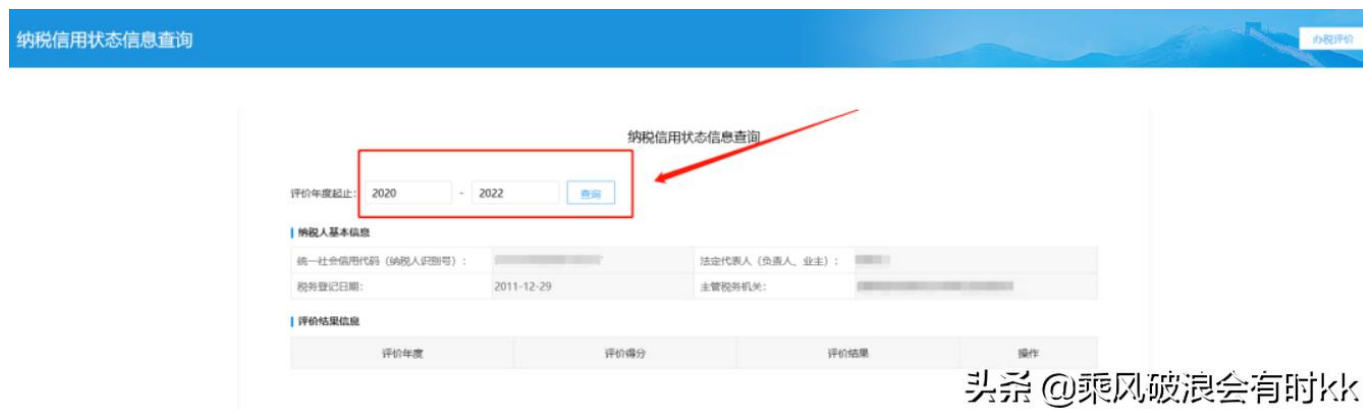 纳税信用状态信息查询
办税评价
纳税信用状态信息查询
评价年度起止： 2020 - 2022 查询
纳税人基本信息
统一社会信用代码（纳税人识别号）： 法定代表人（负责人、业主）：
税务登记日期： 2011-12-29 主管税务机关：
评价结果信息
评价年度 评价得分 评价结果 操作
头条 @乘风破浪会有时kk